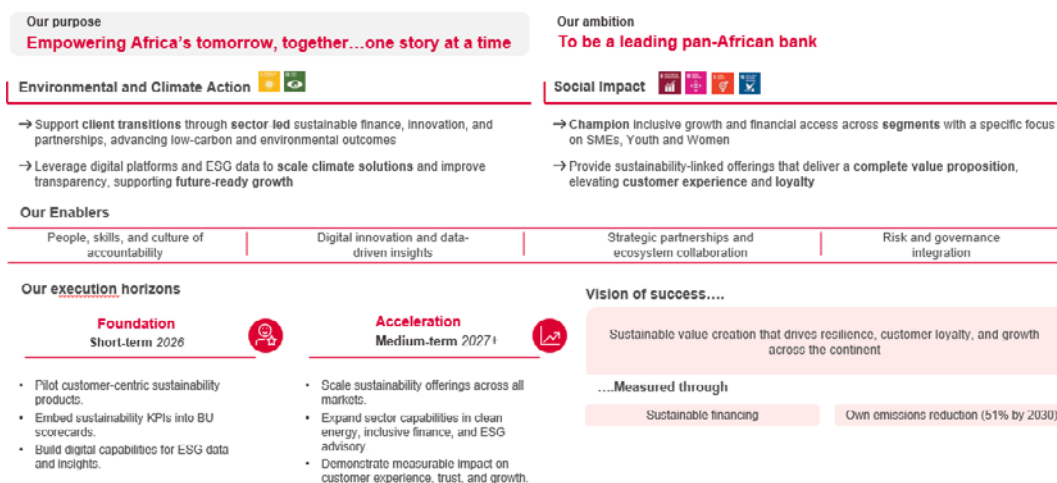 Our purpose
Empowering Africa's tomorrow, together…one story at a time
Our ambition
To be a leading pan-African bank
Environmental and Climate Action
→ Support client transitions through sector led sustainable finance, innovation, and
partnerships, advancing low-carbon and environmental outcomes
→ Leverage digital platforms and ESG data to scale climate solutions and improve
transparency, supporting future-ready growth
Social Impact
→ Champion inclusive growth and financial access across segments with a specific focus
on SMEs, Youth and Women
→ Provide sustainability-linked offerings that deliver a complete value proposition,
elevating customer experience and loyalty
Our Enablers
People, skills, and culture of
accountability
Digital innovation and data-
driven insights
Strategic partnerships and
ecosystem collaboration
Risk and governance
integration
Our execution horizons
Foundation
Short-term 2026
• Pilot customer-centric sustainability
products.
• Embed sustainability KPIs into BU
scorecards.
• Build digital capabilities for ESG data
and insights.
Acceleration
Medium-term 2027+
• Scale sustainability offerings across all
markets.
• Expand sector capabilities in clean
energy, inclusive finance, and ESG
advisory.
• Demonstrate measurable impact on
customer experience, trust, and growth.
Vision of success….
Sustainable value creation that drives resilience, customer loyalty, and growth
across the continent
….Measured through
Sustainable financing
Own emissions reduction (51% by 2030)